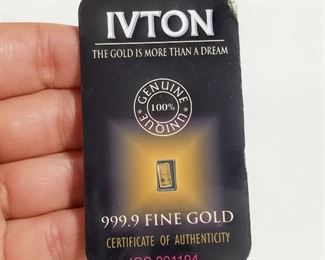 IVTON
THE GOLD IS MORE THAN A DREAM
GENUINE
100%
UNIQUE
999.9 FINE GOLD
CERTIFICATE OF AUTHENTICITY